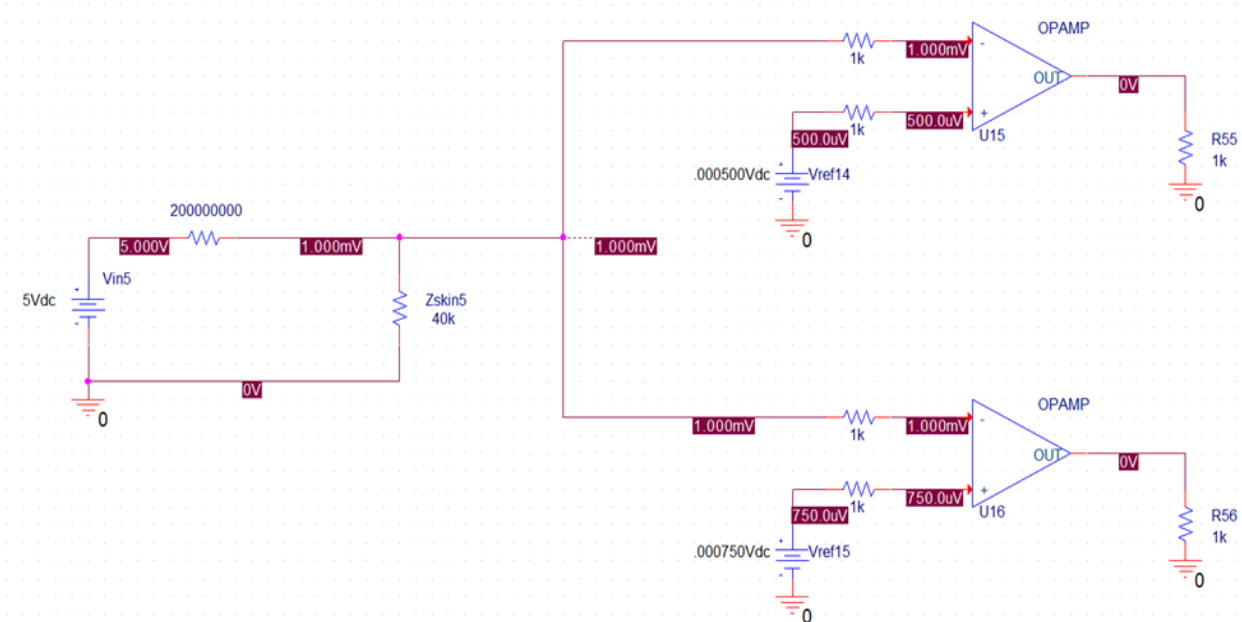 OPAMP
-
1.000mV
1k
OUT
0V
+
500.0uV
1k
500.0uV
U15
R55
1k
.000500Vdc
Vref14
-
0
0
200000000
5.000V
1.000mV
1.000mV
Vin5
5Vdc
-
Zskin5
40k
0V
0
OPAMP
-
1.000mV
1.000mV
1k
OUT
0V
+
750.0uV
1k
750.0uV
U16
R56
1k
.000750Vdc
Vref15
-
0
0